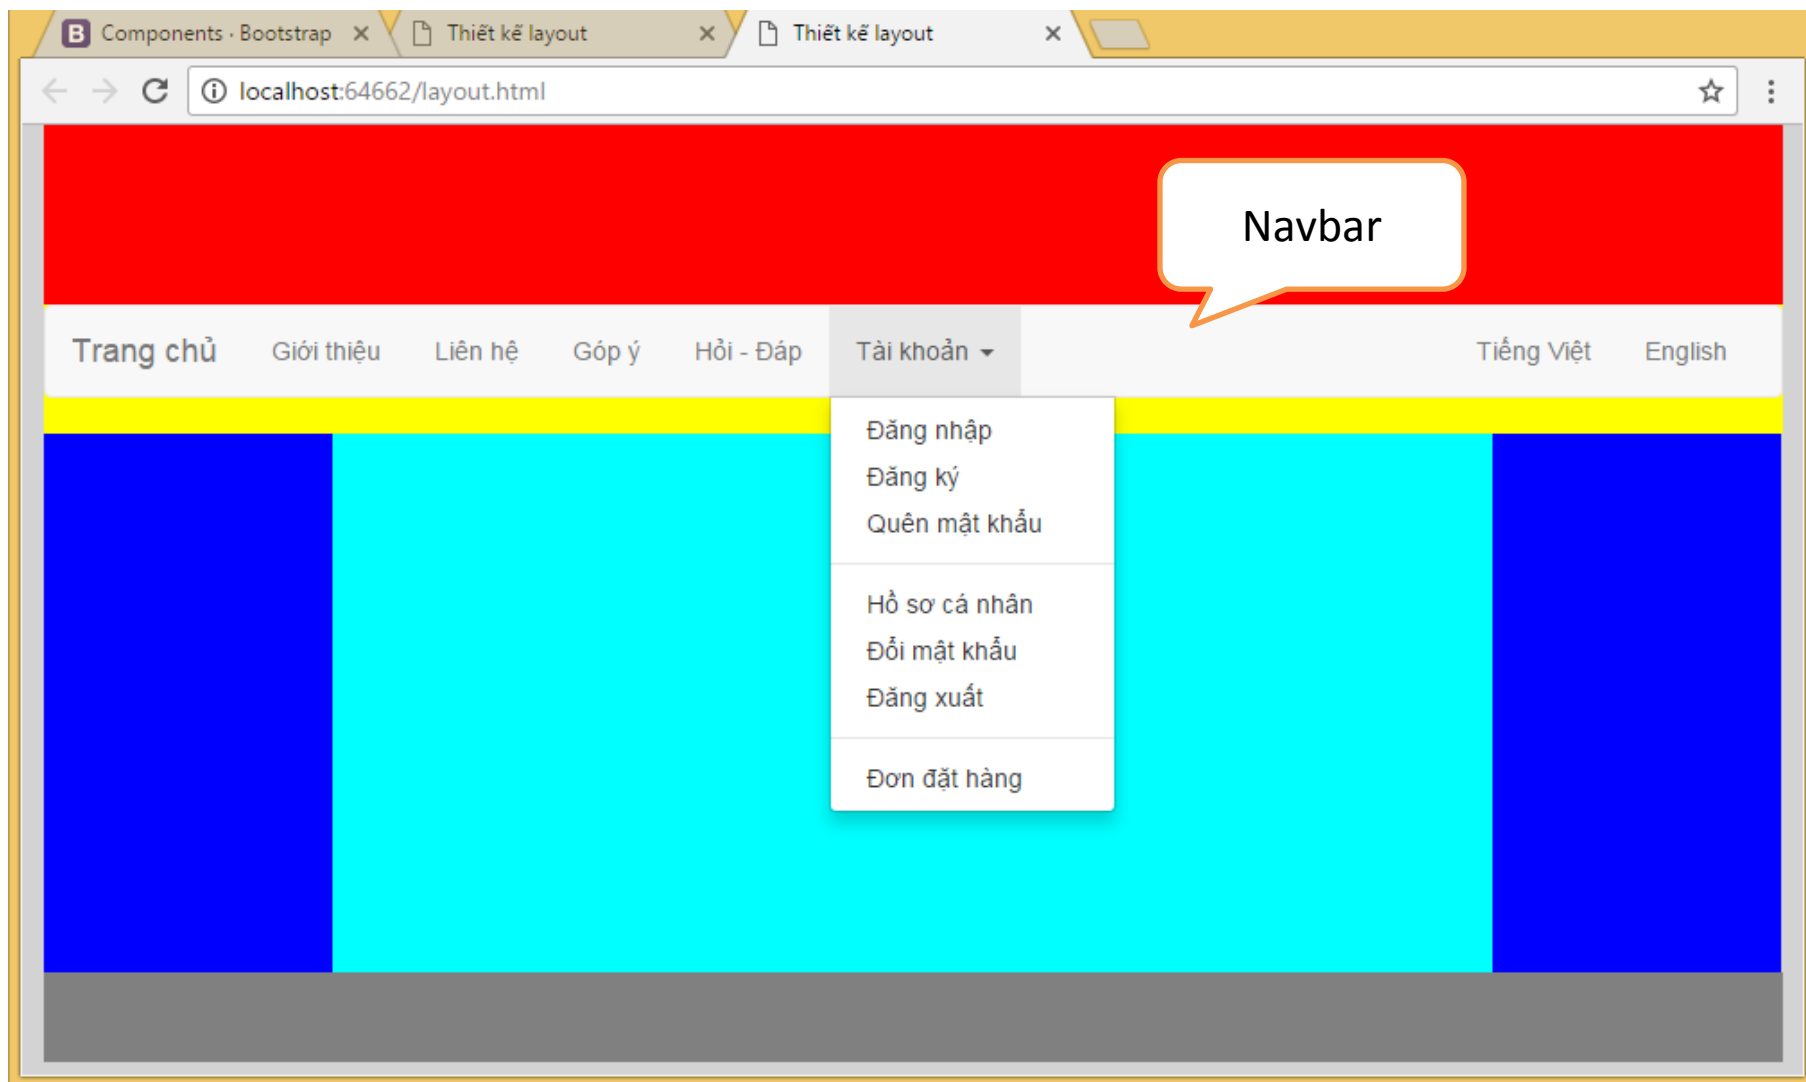 Components · Bootstrap
Thiết kế layout
Thiết kế layout
localhost:64662/layout.html
Navbar
Trang chủ Giới thiệu Liên hệ Góp ý Hỏi - Đáp Tài khoản Tiếng Việt English
Đăng nhập
Đăng ký
Quên mật khẩu
Hồ sơ cá nhân
Đổi mật khẩu
Đăng xuất
Đơn đặt hàng